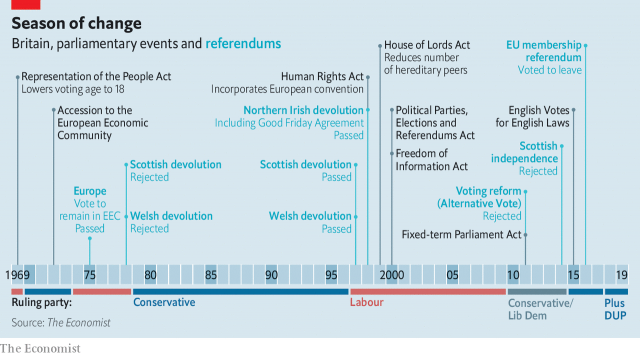 Season of change
Britain, parliamentary events and referendums
Representation of the People Act
Lowers voting age to 18
Accession to the
European Economic
Community
Europe
Vote to
remain in EEC
Passed
Scottish devolution
Rejected
Welsh devolution
Rejected
Human Rights Act
Incorporates European convention
Northern Irish devolution
Including Good Friday Agreement
Passed
Scottish devolution
Passed
Welsh devolution
Passed
House of Lords Act
Reduces number
of hereditary peers
Political Parties,
Elections and
Referendums Act
Freedom of
Information Act
EU membership
referendum
Voted to leave
English Votes
for English Laws
Scottish
independence
Rejected
Voting reform
(Alternative Vote)
Rejected
Fixed-term Parliament Act
1969 75 80 85 90 95 2000 05 10 15 19
Ruling party: Conservative Labour Conservative/
Lib Dem
Plus
DUP
Source: The Economist
The Economist